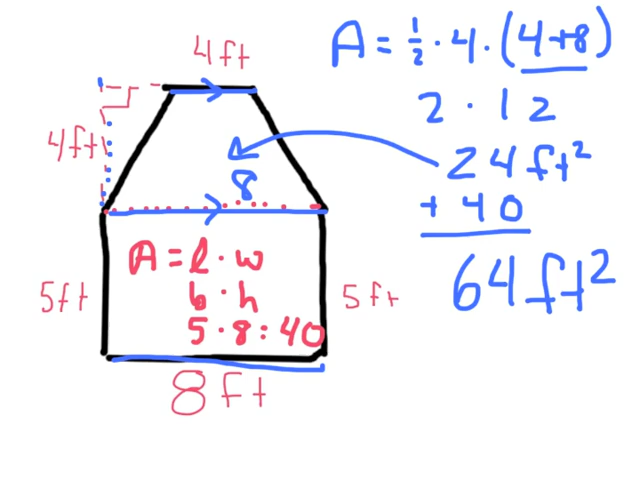 4ft
A = 1/2 · 4 · (4+8)
2 · 12
4ft
24ft²
8
+ 40
64ft²
A = l · w
b · h
5 · 8 : 40
5ft
5ft
8ft